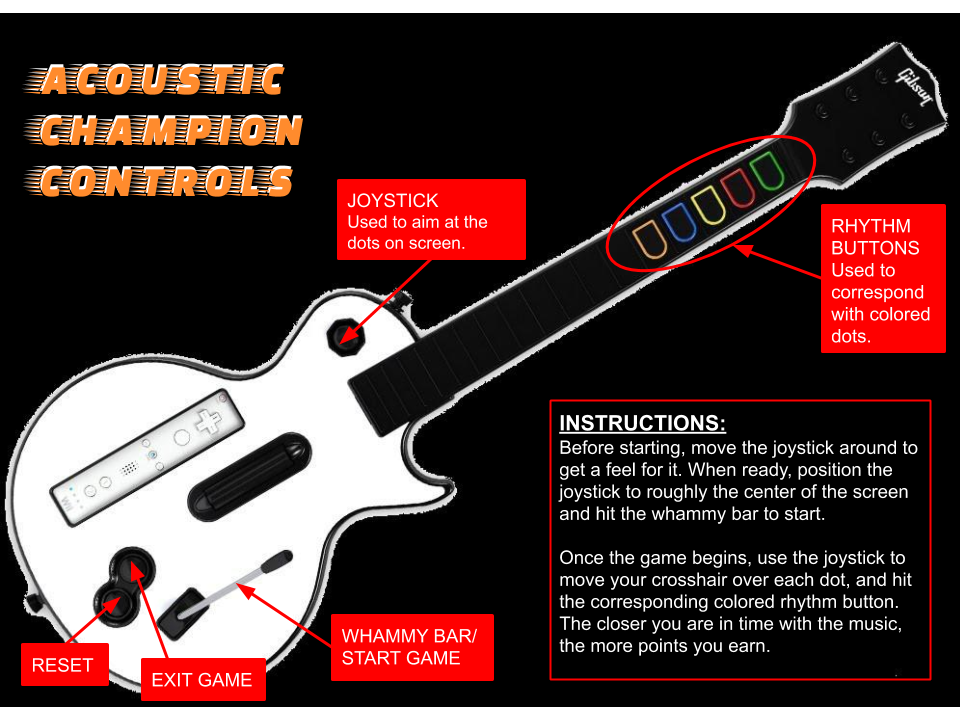 ACOUSTIC
CHAMPION
CONTROLS
Gibson
JOYSTICK
Used to aim at the
dots on screen.
RHYTHM
BUTTONS
Used to
correspond
with colored
dots.
Wii
INSTRUCTIONS:
Before starting, move the joystick around to
get a feel for it. When ready, position the
joystick to roughly the center of the screen
and hit the whammy bar to start.
Once the game begins, use the joystick to
move your crosshair over each dot, and hit
the corresponding colored rhythm button.
The closer you are in time with the music,
the more points you earn.
WHAMMY BAR/
START GAME
RESET
EXIT GAME